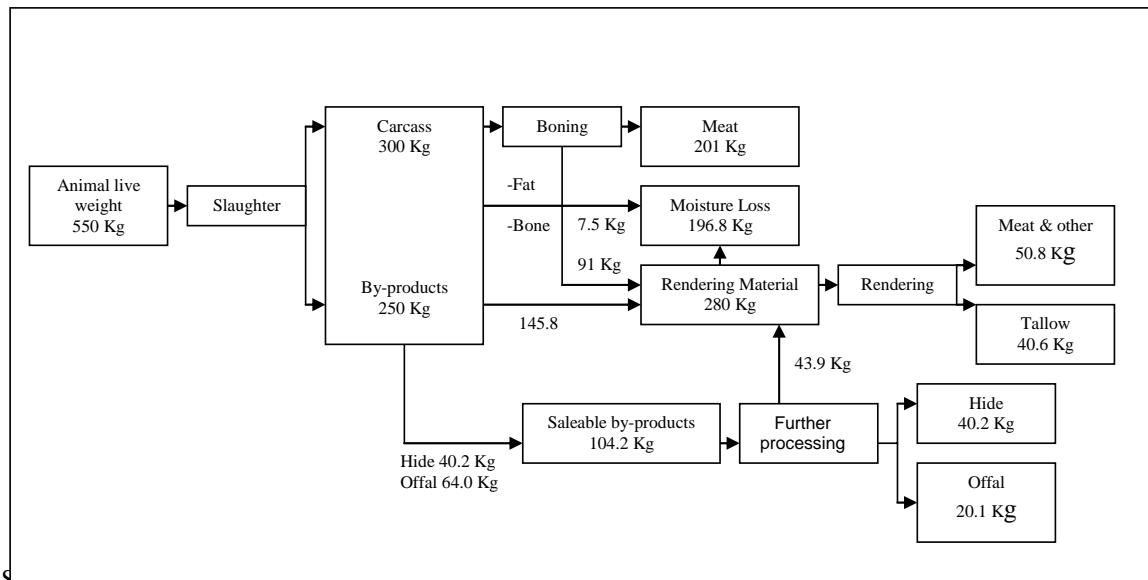 Animal live
weight
550 Kg
Slaughter
Carcass
300 Kg
By-products
250 Kg
Boning
Meat
201 Kg
-Fat
-Bone
7.5 Kg
Moisture Loss
196.8 Kg
91 Kg
Rendering Material
280 Kg
145.8
Rendering
Meat & other
50.8 Kg
Tallow
40.6 Kg
43.9 Kg
Hide 40.2 Kg
Offal 64.0 Kg
Saleable by-products
104.2 Kg
Further
processing
Hide
40.2 Kg
Offal
20.1 Kg